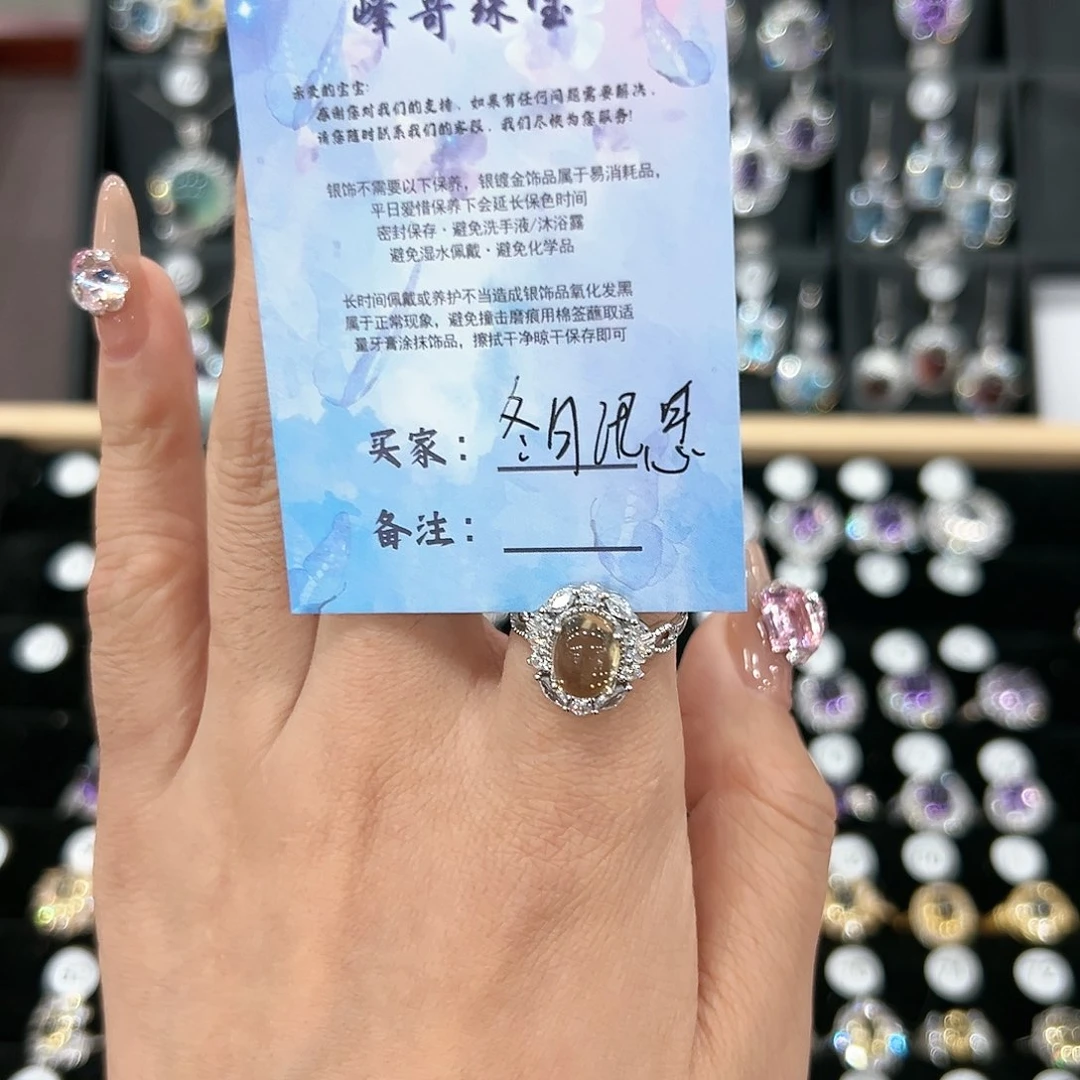 峰哥珠宝
亲爱的宝宝:
感谢您对我们的支持、如果有任何问题需要解决、
请您随时联系我们的客服、我们尽快为您服务!
银饰不需要以下保养，银镀金饰品属于易消耗品，
平日爱惜保养下会延长保色时间
密封保存·避免洗手液/沐浴露
避免湿水佩戴·避免化学品
长时间佩戴或养护不当造成银饰品氧化发黑
属于正常现象，避免撞击磨痕用棉签蘸取适
量牙膏涂抹饰品，擦拭干净晾干保存即可
买家：冬日 恩
备注：